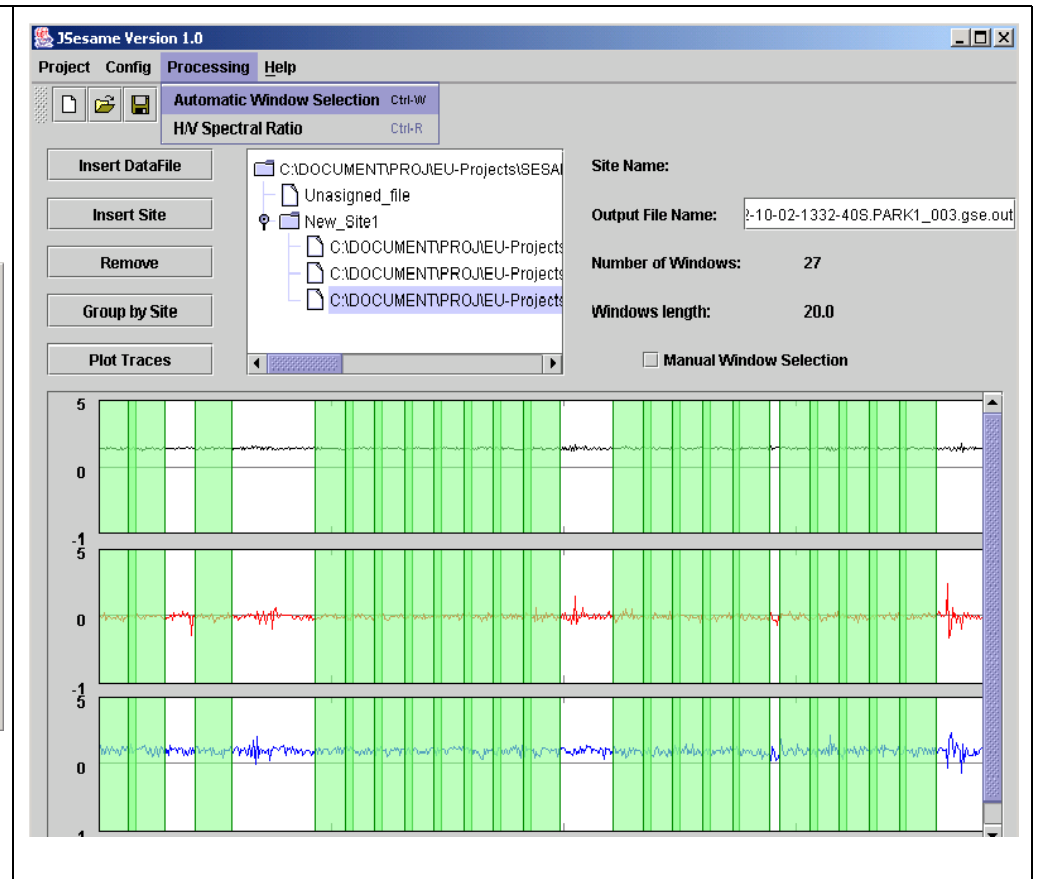 JSesame Version 1.0
Project Config Processing Help
Automatic Window Selection Ctrl-W
H/V Spectral Ratio Ctrl-R
Insert DataFile
Insert Site
Remove
Group by Site
Plot Traces
C:\DOCUMENT\PROJ\EU-Projects\SESA
Unasigned_file
New_Site1
C:\DOCUMENT\PROJ\EU-Projects
C:\DOCUMENT\PROJ\EU-Projects
C:\DOCUMENT\PROJ\EU-Projects
Site Name:
Output File Name: -10-02-1332-40S.PARK1_003.gse.out
Number of Windows: 27
Windows length: 20.0
Manual Window Selection
5
0
-1
5
0
-1
5
0